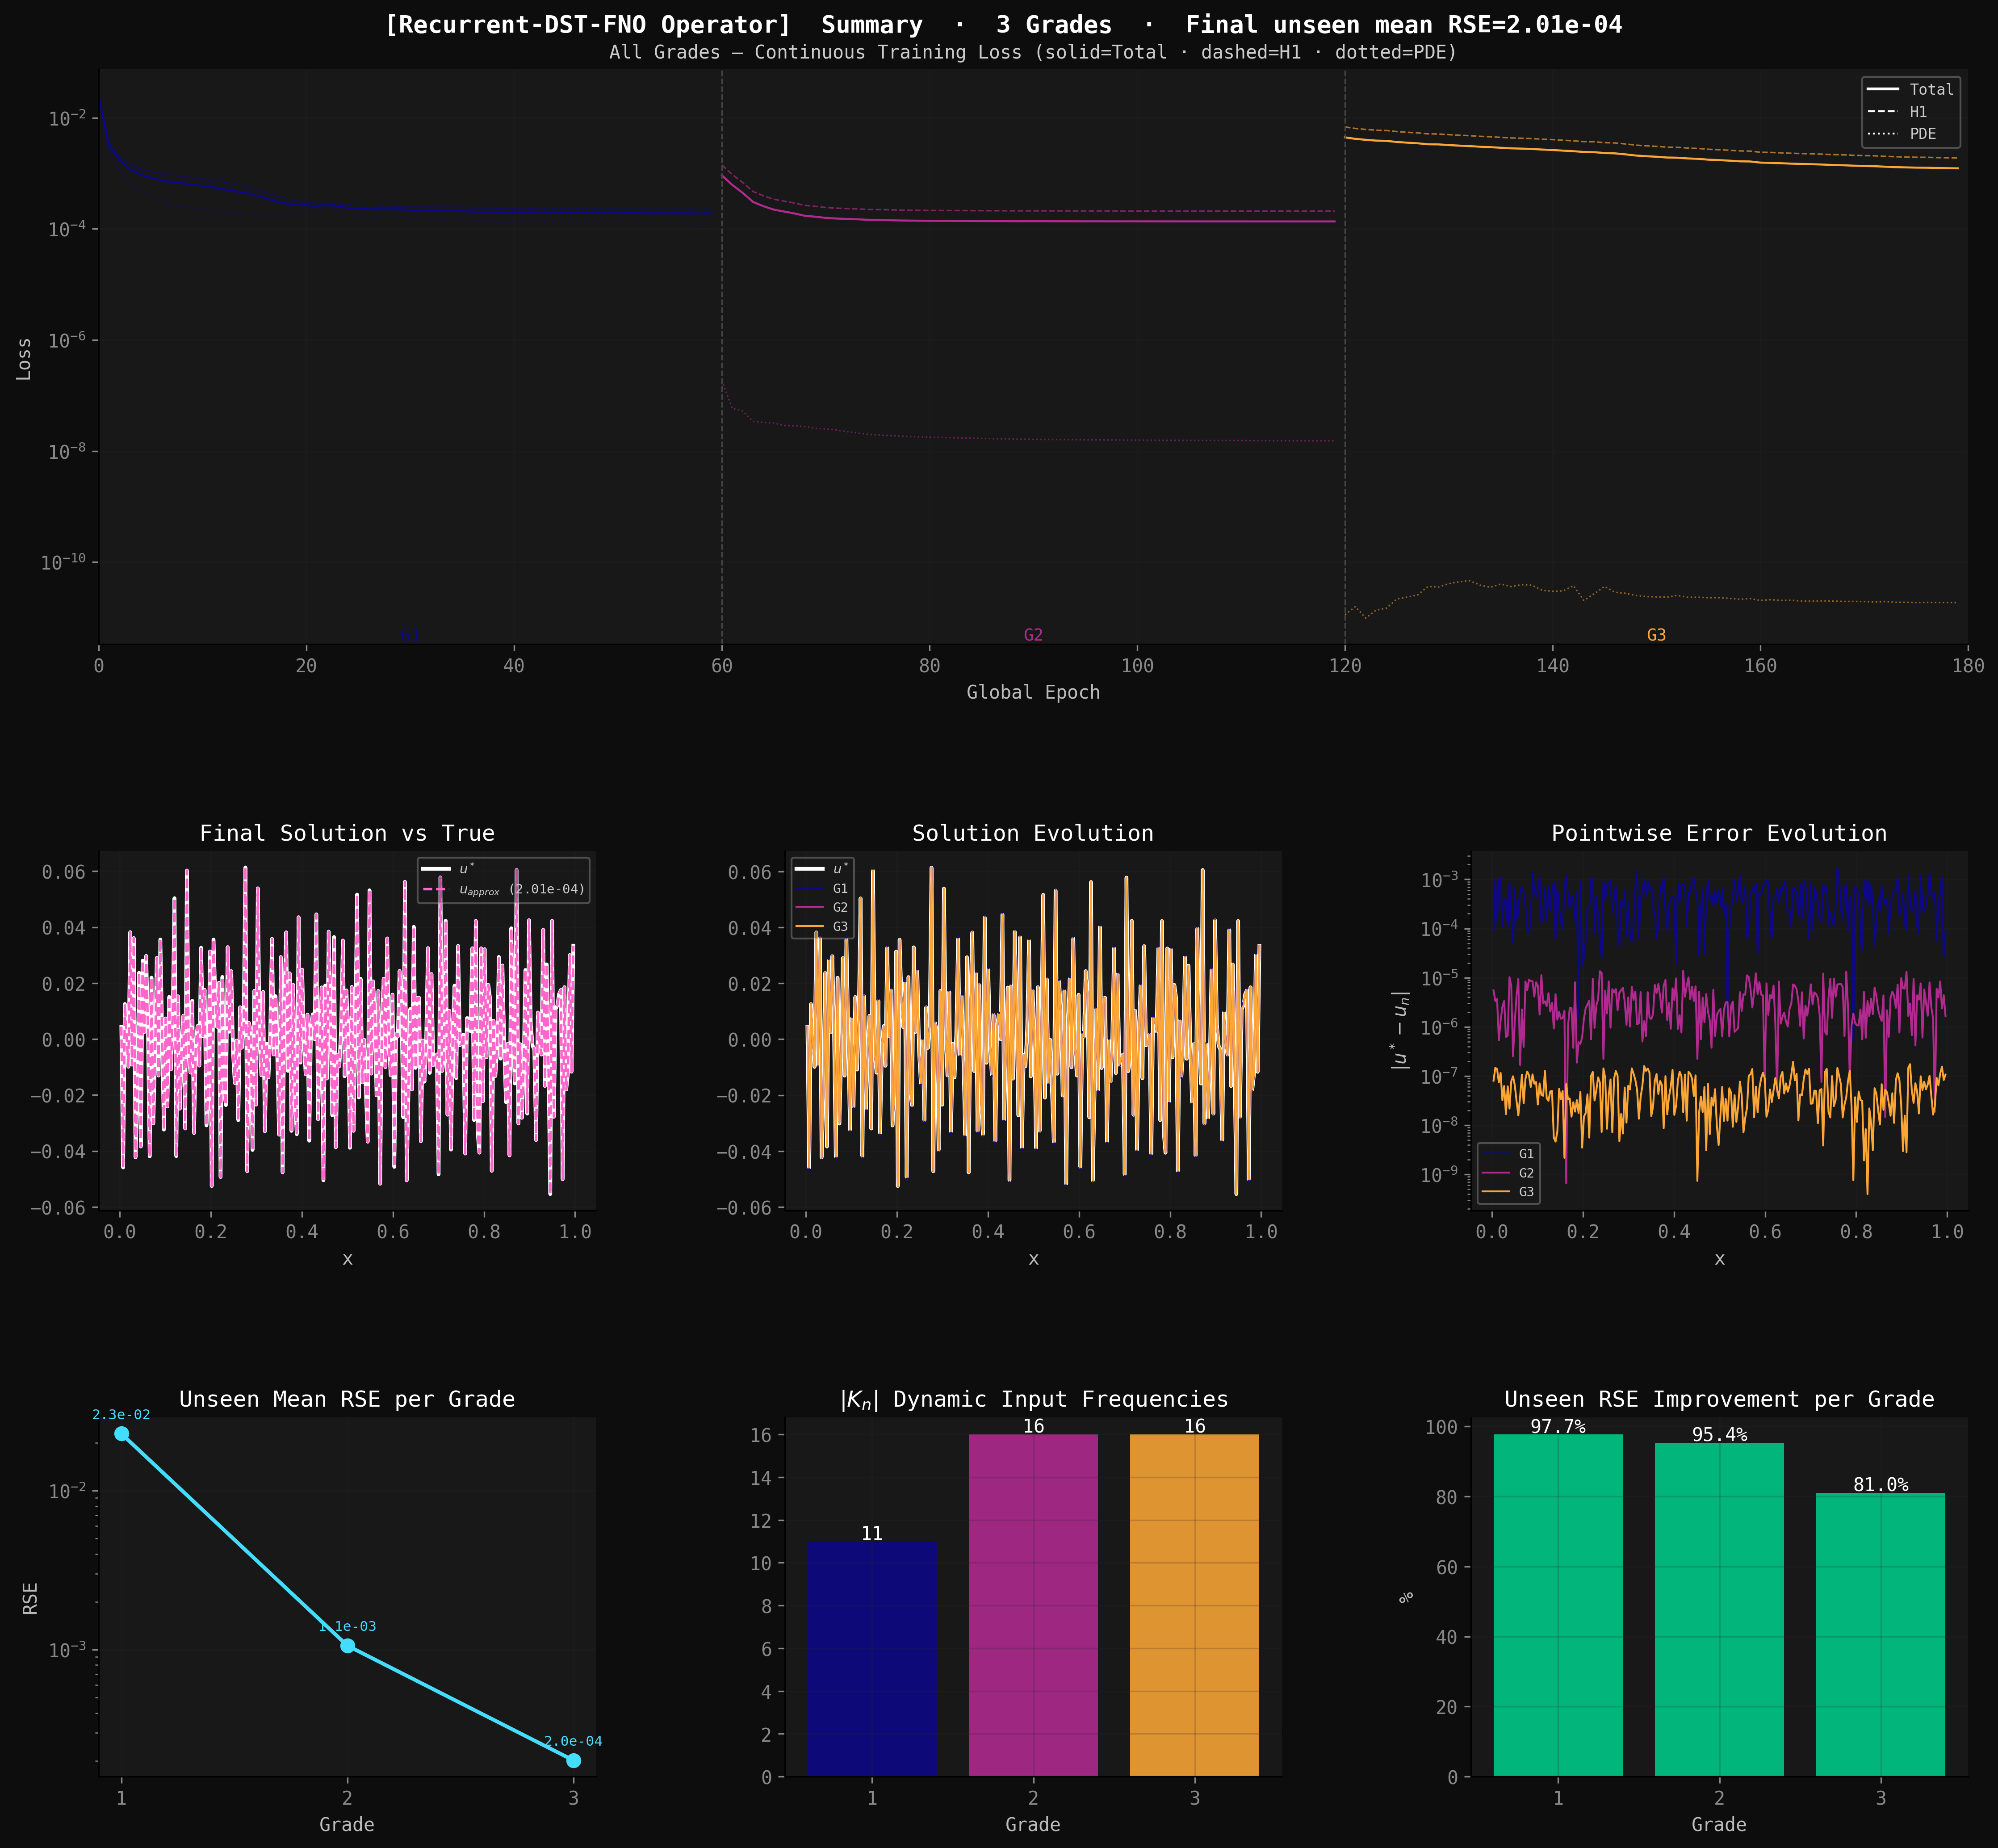 [Recurrent-DST-FNO Operator]  Summary  ·  3 Grades  ·  Final unseen mean RSE=2.01e-04
All Grades — Continuous Training Loss (solid=Total · dashed=H1 · dotted=PDE)
Total
H1
PDE
10⁻²
10⁻⁴
10⁻⁶
10⁻⁸
10⁻¹⁰
Loss
G1
G2
G3
0 20 40 60 80 100 120 140 160 180
Global Epoch
Final Solution vs True
u*
u_approx (2.01e-04)
0.06
0.04
0.02
0.00
−0.02
−0.04
−0.06
0.0 0.2 0.4 0.6 0.8 1.0
x
Solution Evolution
u*
G1
G2
G3
0.06
0.04
0.02
0.00
−0.02
−0.04
−0.06
0.0 0.2 0.4 0.6 0.8 1.0
x
Pointwise Error Evolution
|u* − uₙ|
10⁻³
10⁻⁴
10⁻⁵
10⁻⁶
10⁻⁷
10⁻⁸
10⁻⁹
G1
G2
G3
0.0 0.2 0.4 0.6 0.8 1.0
x
Unseen Mean RSE per Grade
2.3e-02
1.1e-03
2.0e-04
10⁻²
10⁻³
RSE
1 2 3
Grade
|Kₙ| Dynamic Input Frequencies
11
16
16
16
14
12
10
8
6
4
2
0
1 2 3
Grade
Unseen RSE Improvement per Grade
97.7%
95.4%
81.0%
100
80
60
40
20
0
%
1 2 3
Grade